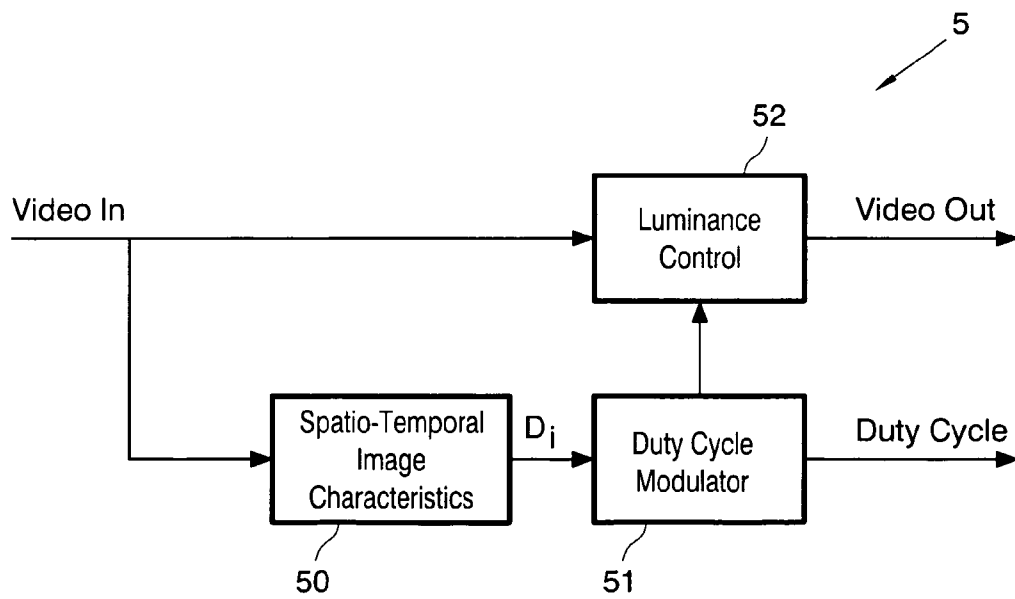 5
52
Video In
Luminance
Control
Video Out
Spatio-Temporal
Image
Characteristics
Di
Duty Cycle
Modulator
Duty Cycle
50
51